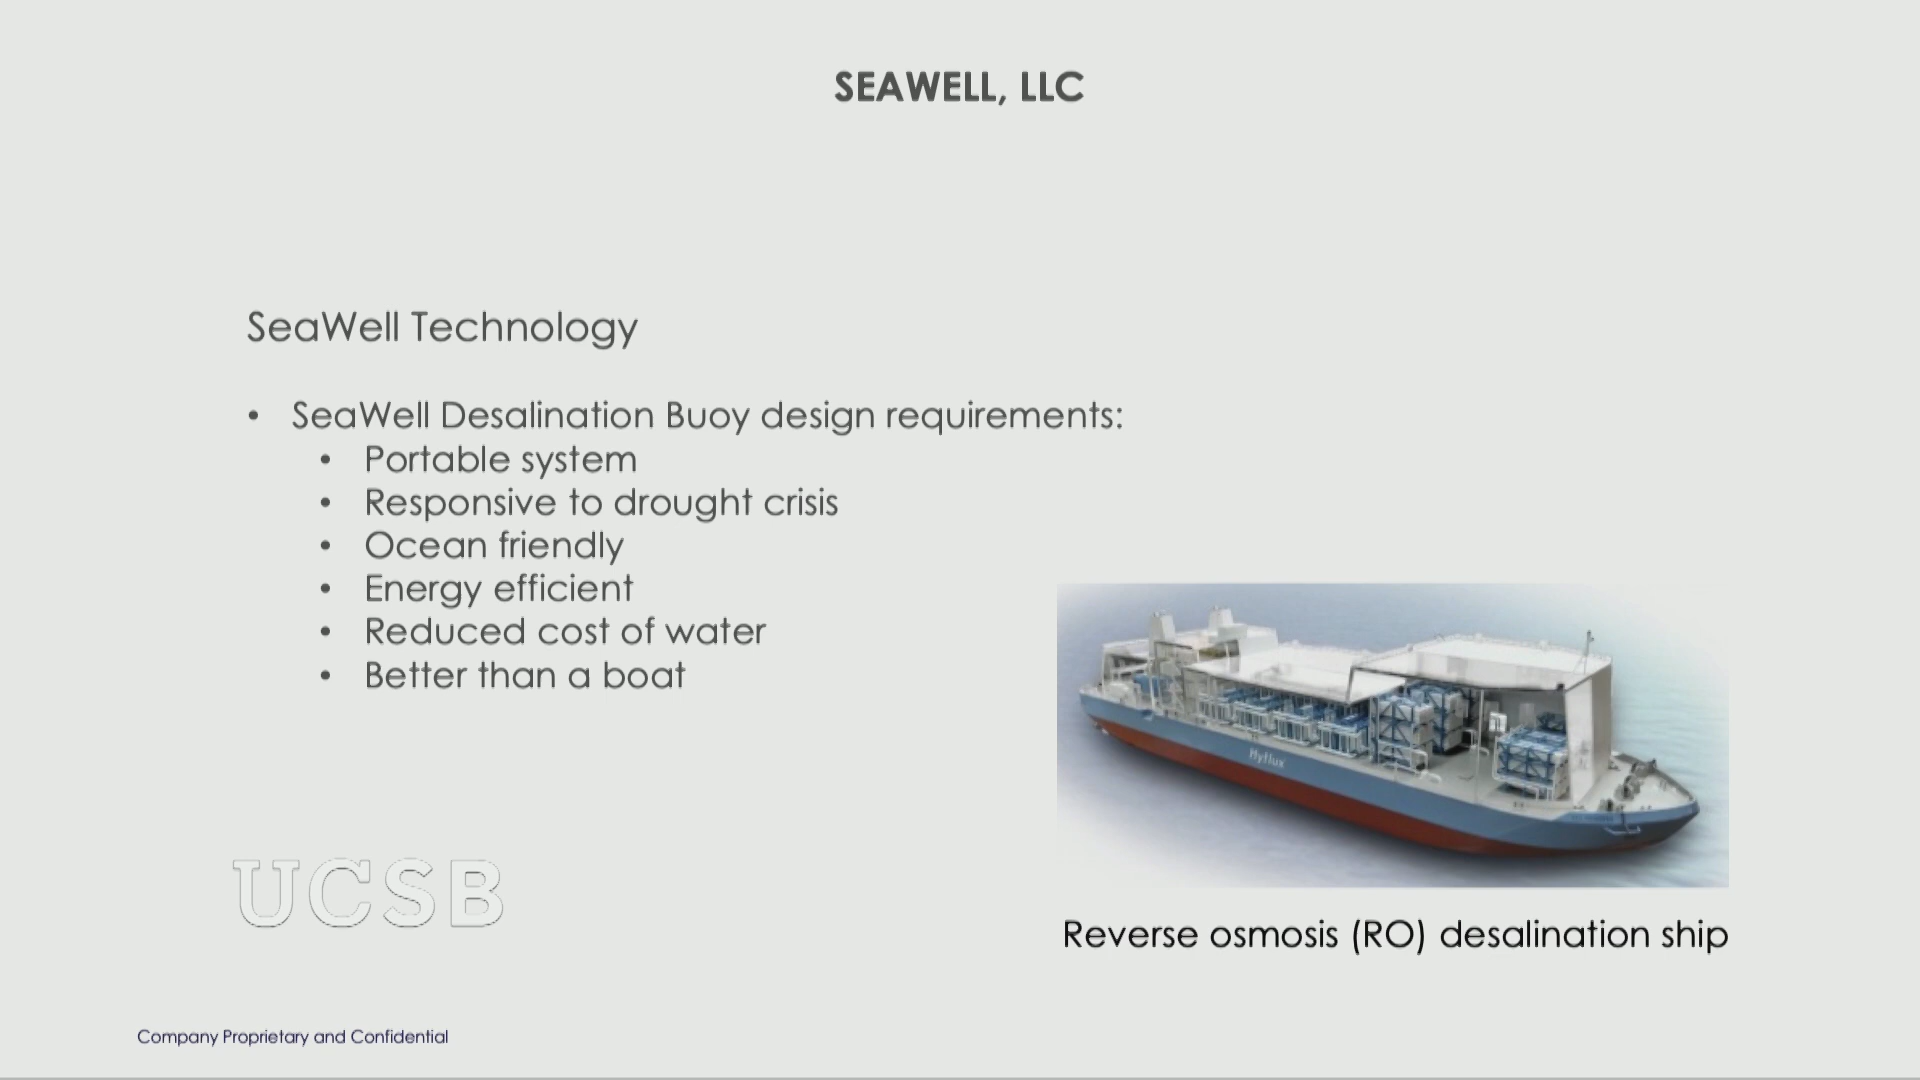 SEAWELL, LLC
SeaWell Technology
• SeaWell Desalination Buoy design requirements:
• Portable system
• Responsive to drought crisis
• Ocean friendly
• Energy efficient
• Reduced cost of water
• Better than a boat
Hyflux
UCSB
Reverse osmosis (RO) desalination ship
Company Proprietary and Confidential